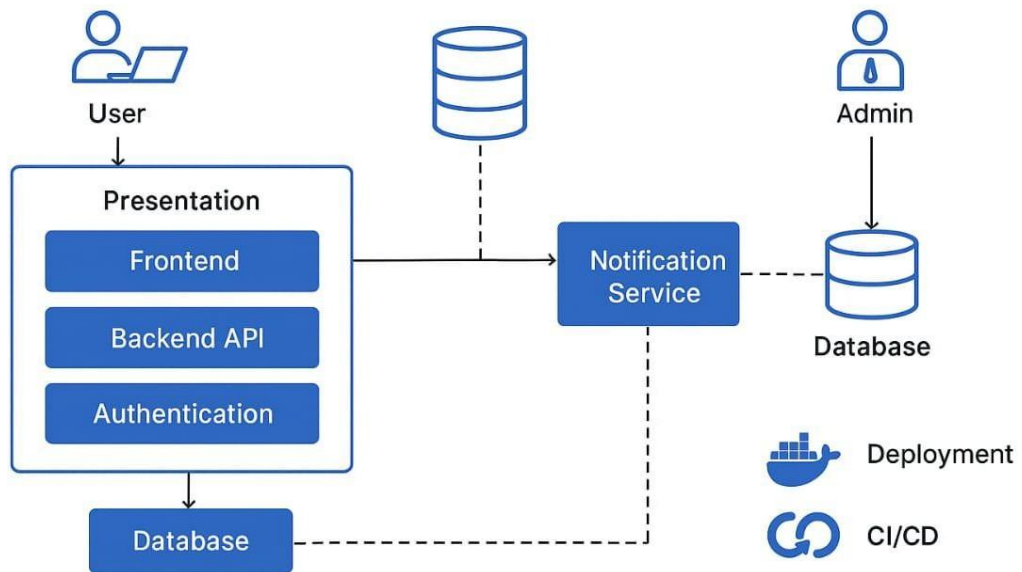 User
Admin
Presentation
Frontend
Backend API
Authentication
Database
Notification
Service
Database
Deployment
CI/CD